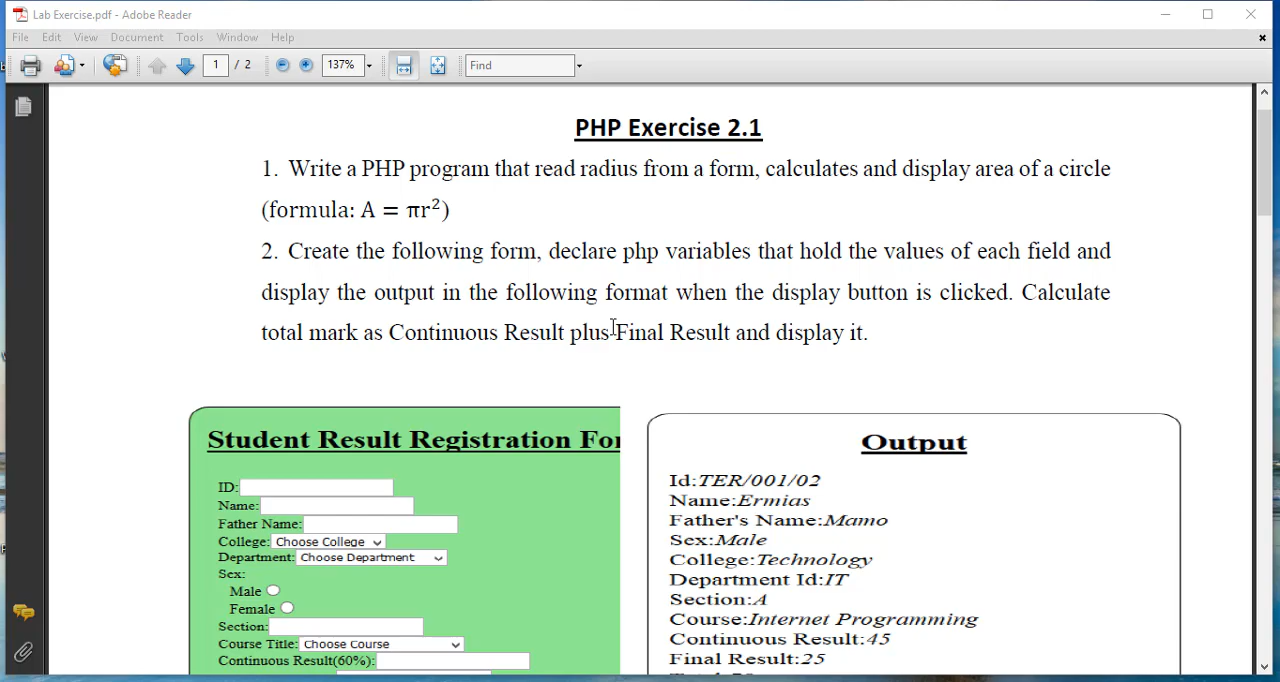 Lab Exercise.pdf - Adobe Reader
File Edit View Document Tools Window Help
1 / 2 137% Find
PHP Exercise 2.1
1. Write a PHP program that read radius from a form, calculates and display area of a circle
(formula: A = πr²)
2. Create the following form, declare php variables that hold the values of each field and
display the output in the following format when the display button is clicked. Calculate
total mark as Continuous Result plus Final Result and display it.
Student Result Registration
ID:
Name:
Father Name:
College: Choose College
Department: Choose Department
Sex:
Male
Female
Section:
Course Title: Choose Course
Continuous Result(60%):
Output
Id:TER/001/02
Name:Ermias
Father's Name:Mamo
Sex:Male
College:Technology
Department Id:IT
Section:A
Course:Internet Programming
Continuous Result:45
Final Result:25